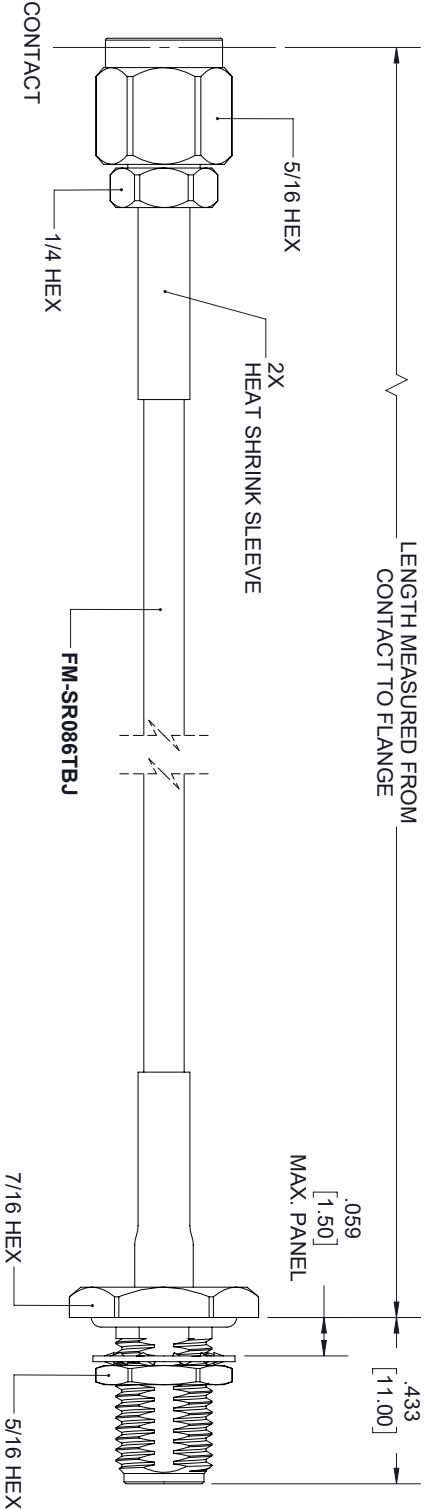 LENGTH MEASURED FROM
CONTACT TO FLANGE
.433
[11.00]
.059
[1.50]
MAX. PANEL
5/16 HEX
2X
HEAT SHRINK SLEEVE
CONTACT
1/4 HEX
FM-SR086TBJ
7/16 HEX
5/16 HEX